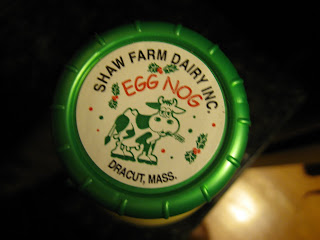 SHAW FARM DAIRY INC.
EGG NOG
DRACUT, MASS.